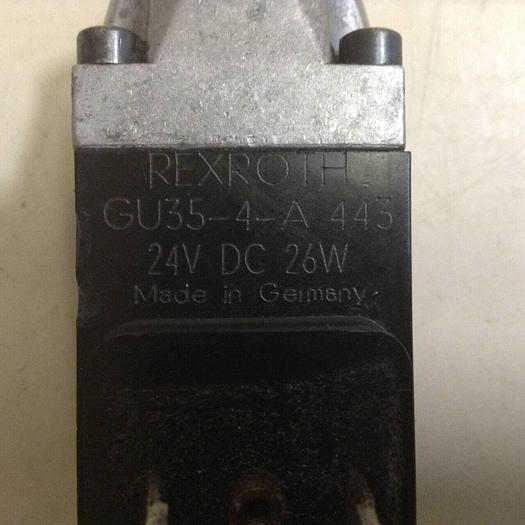 REXROTH
GU35-4-A 443
24V DC 26W
Made in Germany